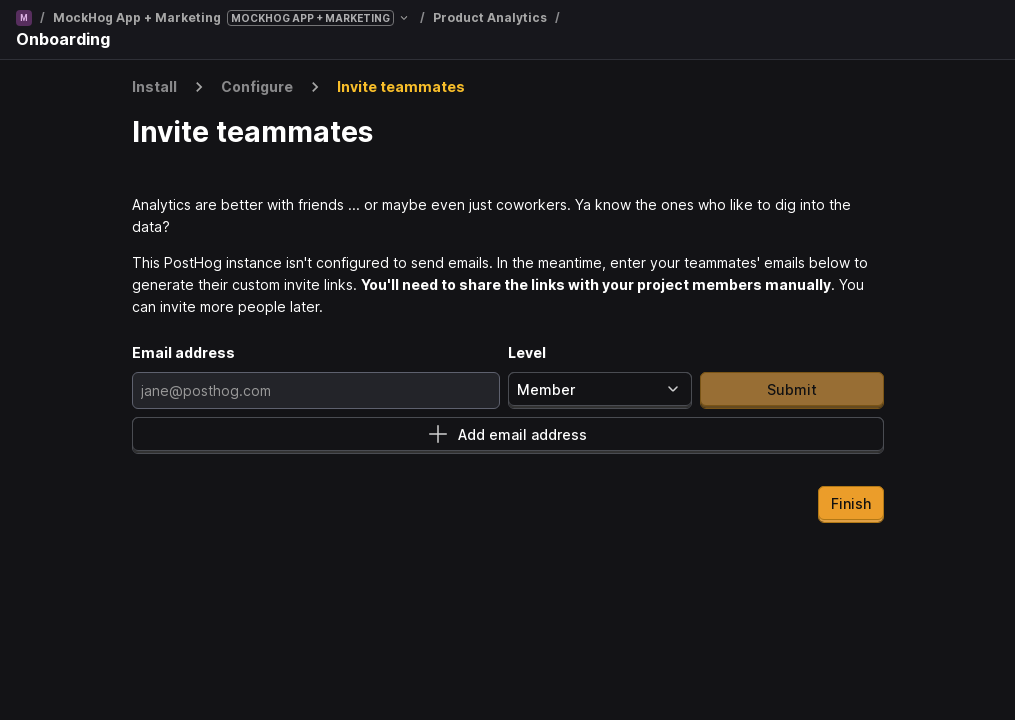 M / MockHog App + Marketing MOCKHOG APP + MARKETING / Product Analytics /
Onboarding
Install > Configure > Invite teammates
Invite teammates
Analytics are better with friends ... or maybe even just coworkers. Ya know the ones who like to dig into the
data?
This PostHog instance isn't configured to send emails. In the meantime, enter your teammates' emails below to
generate their custom invite links. You'll need to share the links with your project members manually. You
can invite more people later.
Email address Level
jane@posthog.com Member Submit
Add email address
Finish